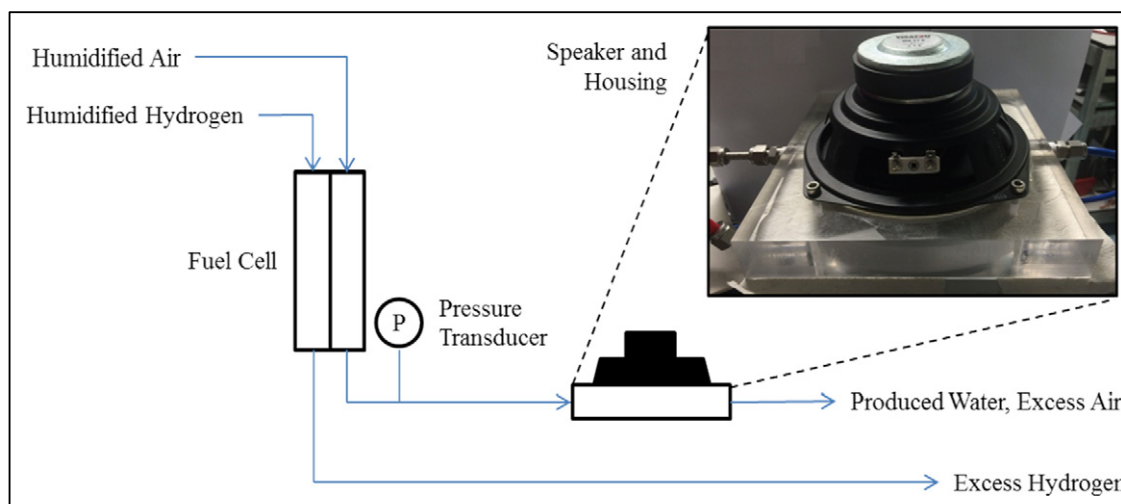 Humidified Air
Humidified Hydrogen
Speaker and
Housing
Fuel Cell
P
Pressure
Transducer
Produced Water, Excess Air
Excess Hydrogen